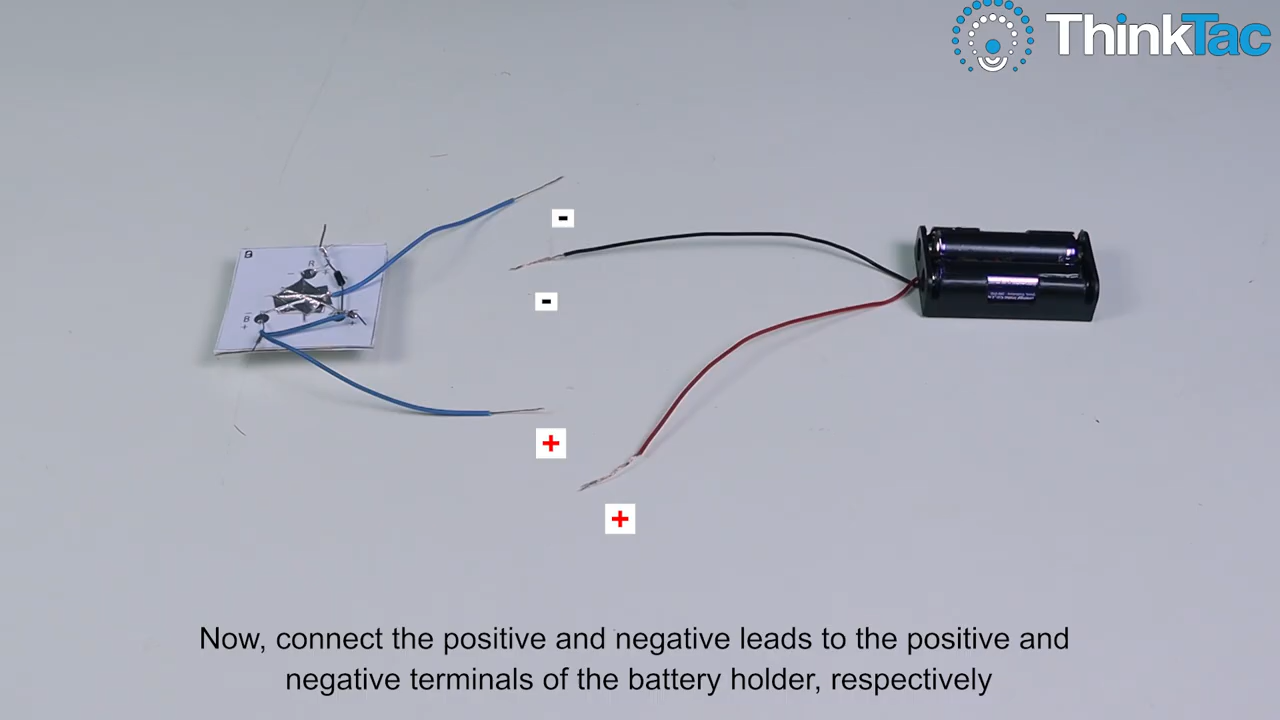 ThinkTac
-
-
R
B
+
+
+
Now, connect the positive and negative leads to the positive and
negative terminals of the battery holder, respectively